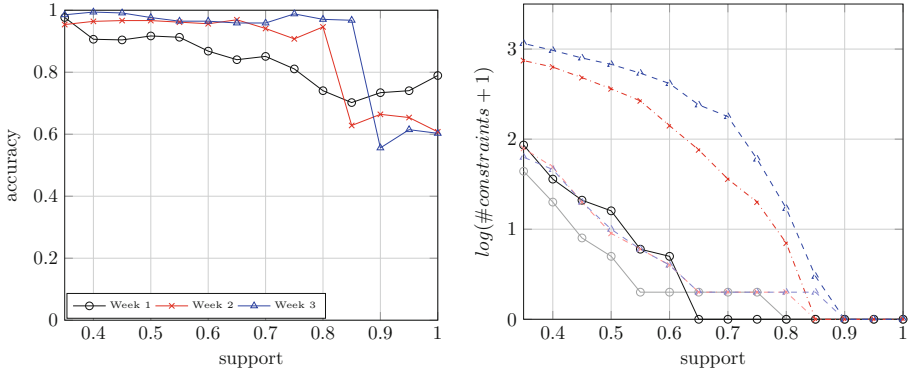 1
0.8
0.6
0.4
0.2
0
accuracy
0.4 0.5 0.6 0.7 0.8 0.9 1
support
Week 1 Week 2 Week 3
3
2
1
0
log(#constraints + 1)
0.4 0.5 0.6 0.7 0.8 0.9 1
support